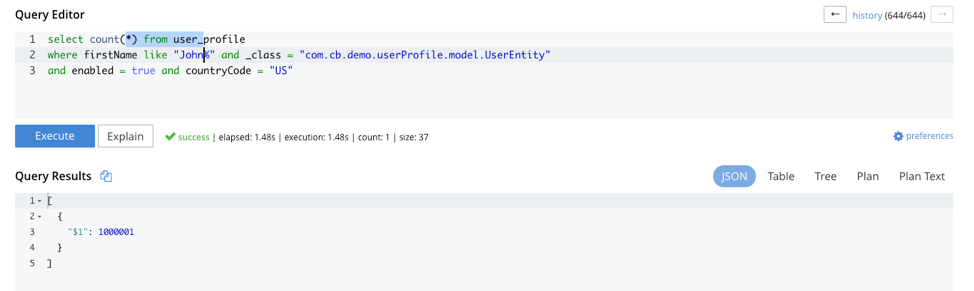 Query Editor
← history (644/644) →
1 select count(*) from user_profile
2 where firstName like "John%" and _class = "com.cb.demo.userProfile.model.UserEntity"
3 and enabled = true and countryCode = "US"
Execute Explain success | elapsed: 1.48s | execution: 1.48s | count: 1 | size: 37 preferences
Query Results JSON Table Tree Plan Plan Text
1 [
2 {
3 "$1": 1000001
4 }
5 ]